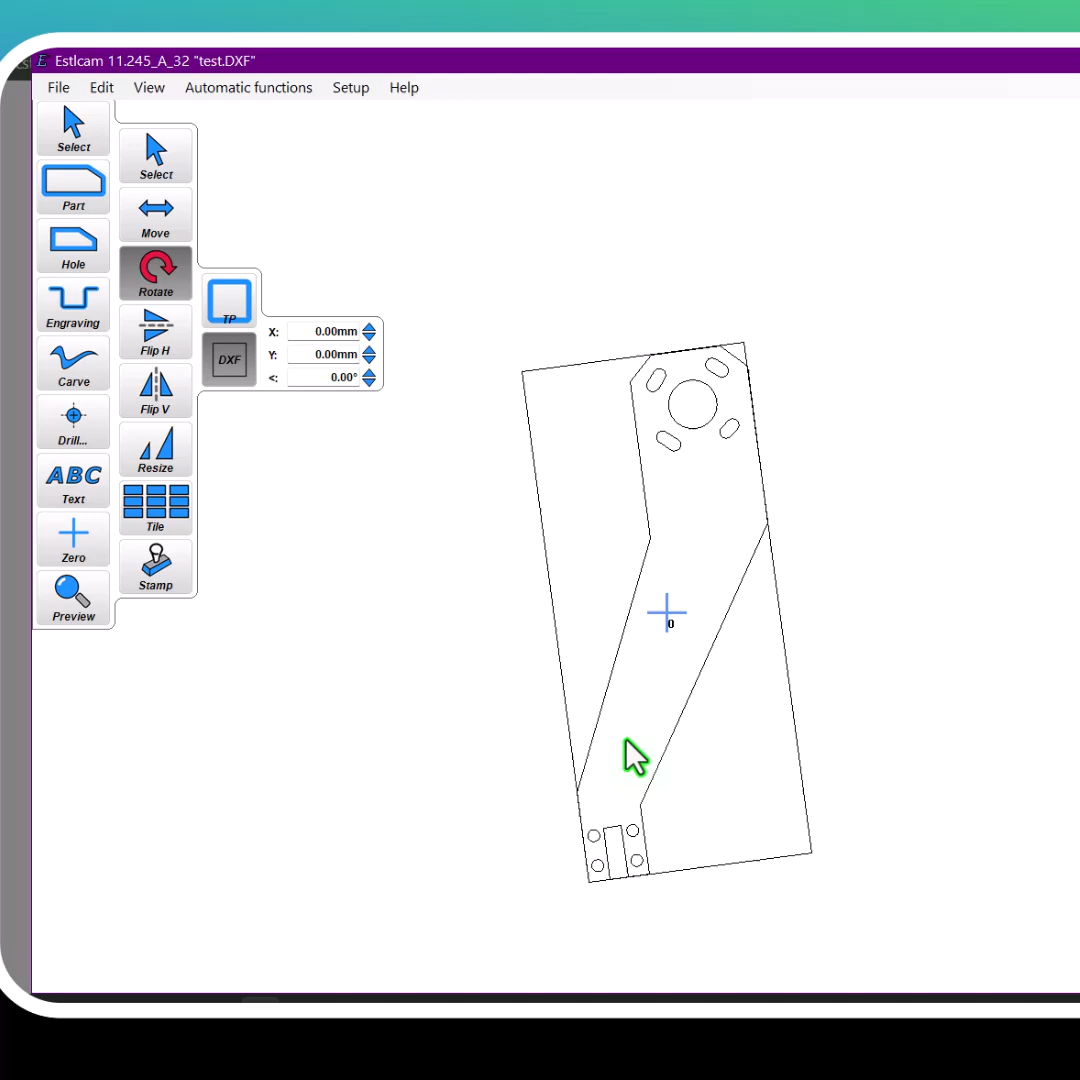 Estlcam 11.245_A_32 "test.DXF"
File Edit View Automatic functions Setup Help
Select
Part
Hole
Engraving
Carve
Drill...
ABC
Text
Zero
Preview
Select
Move
Rotate
Flip H
Flip V
Resize
Tile
Stamp
TP
DXF
X: 0.00mm
Y: 0.00mm
<: 0.00°
0